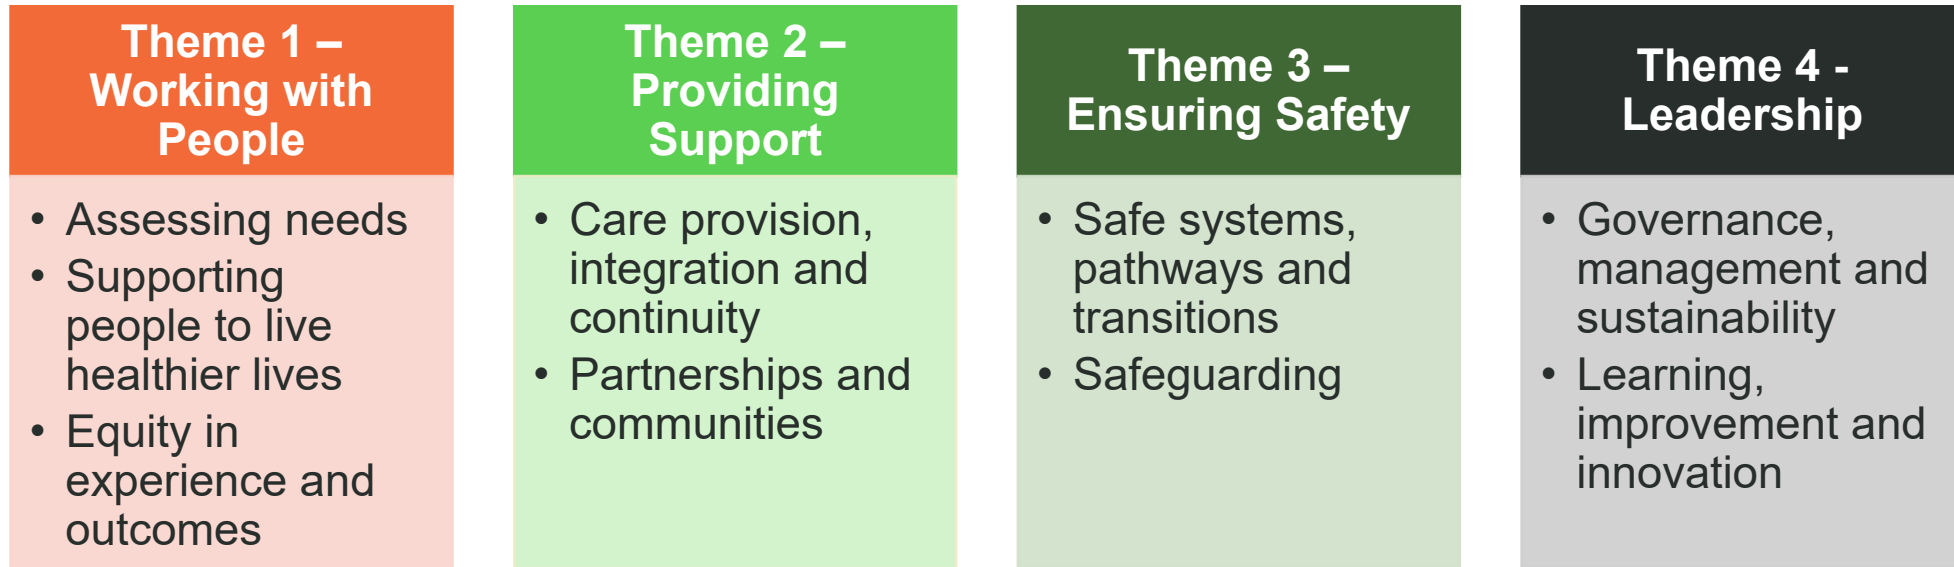 Theme 1 –
Working with
People
• Assessing needs
• Supporting
people to live
healthier lives
• Equity in
experience and
outcomes
Theme 2 –
Providing
Support
• Care provision,
integration and
continuity
• Partnerships and
communities
Theme 3 –
Ensuring Safety
• Safe systems,
pathways and
transitions
• Safeguarding
Theme 4 -
Leadership
• Governance,
management and
sustainability
• Learning,
improvement and
innovation